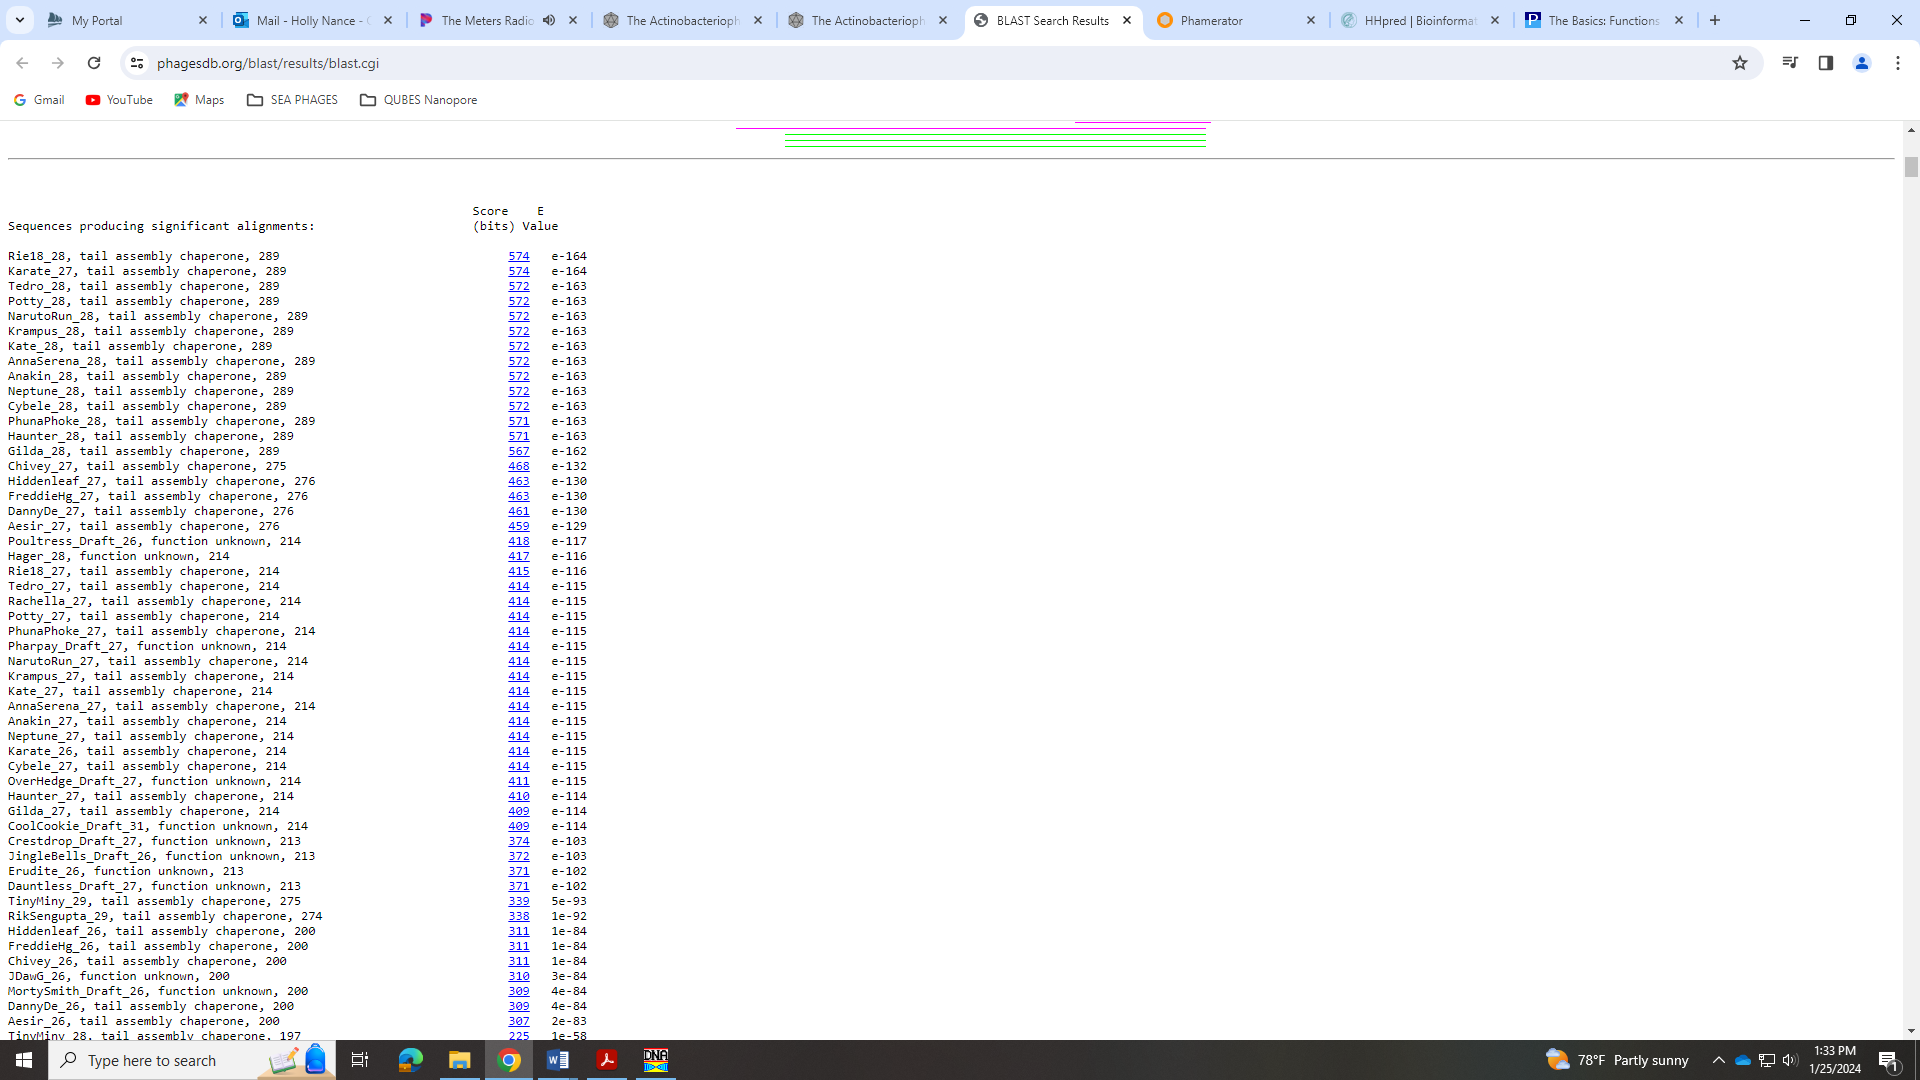 My Portal
Mail - Holly Nance -
The Meters Radio
The Actinobacterioph
The Actinobacterioph
BLAST Search Results
Phamerator
HHpred | Bioinformat
The Basics: Functions
phagesdb.org/blast/results/blast.cgi
Gmail
YouTube
Maps
SEA PHAGES
QUBES Nanopore
Score E
Sequences producing significant alignments: (bits) Value
Rie18_28, tail assembly chaperone, 289 574 e-164
Karate_27, tail assembly chaperone, 289 574 e-164
Tedro_28, tail assembly chaperone, 289 572 e-163
Potty_28, tail assembly chaperone, 289 572 e-163
NarutoRun_28, tail assembly chaperone, 289 572 e-163
Krampus_28, tail assembly chaperone, 289 572 e-163
Kate_28, tail assembly chaperone, 289 572 e-163
AnnaSerena_28, tail assembly chaperone, 289 572 e-163
Anakin_28, tail assembly chaperone, 289 572 e-163
Neptune_28, tail assembly chaperone, 289 572 e-163
Cybele_28, tail assembly chaperone, 289 572 e-163
PhunaPhoke_28, tail assembly chaperone, 289 571 e-163
Haunter_28, tail assembly chaperone, 289 571 e-163
Gilda_28, tail assembly chaperone, 289 567 e-162
Chivey_27, tail assembly chaperone, 275 468 e-132
Hiddenleaf_27, tail assembly chaperone, 276 463 e-130
FreddieHg_27, tail assembly chaperone, 276 463 e-130
DannyDe_27, tail assembly chaperone, 276 461 e-130
Aesir_27, tail assembly chaperone, 276 459 e-129
Poultress_Draft_26, function unknown, 214 418 e-117
Hager_28, function unknown, 214 417 e-116
Rie18_27, tail assembly chaperone, 214 415 e-116
Tedro_27, tail assembly chaperone, 214 414 e-115
Rachella_27, tail assembly chaperone, 214 414 e-115
Potty_27, tail assembly chaperone, 214 414 e-115
PhunaPhoke_27, tail assembly chaperone, 214 414 e-115
Pharpay_Draft_27, function unknown, 214 414 e-115
NarutoRun_27, tail assembly chaperone, 214 414 e-115
Krampus_27, tail assembly chaperone, 214 414 e-115
Kate_27, tail assembly chaperone, 214 414 e-115
AnnaSerena_27, tail assembly chaperone, 214 414 e-115
Anakin_27, tail assembly chaperone, 214 414 e-115
Neptune_27, tail assembly chaperone, 214 414 e-115
Karate_26, tail assembly chaperone, 214 414 e-115
Cybele_27, tail assembly chaperone, 214 414 e-115
OverHedge_Draft_27, function unknown, 214 411 e-115
Haunter_27, tail assembly chaperone, 214 410 e-114
Gilda_27, tail assembly chaperone, 214 409 e-114
CoolCookie_Draft_31, function unknown, 214 409 e-114
Crestdrop_Draft_27, function unknown, 213 374 e-103
JingleBells_Draft_26, function unknown, 213 372 e-103
Erudite_26, function unknown, 213 371 e-102
Dauntless_Draft_27, function unknown, 213 371 e-102
TinyMiny_29, tail assembly chaperone, 275 339 5e-93
RikSengupta_29, tail assembly chaperone, 274 338 1e-92
Hiddenleaf_26, tail assembly chaperone, 200 311 1e-84
FreddieHg_26, tail assembly chaperone, 200 311 1e-84
Chivey_26, tail assembly chaperone, 200 311 1e-84
JDawG_26, function unknown, 200 310 3e-84
MortySmith_Draft_26, function unknown, 200 309 4e-84
DannyDe_26, tail assembly chaperone, 200 309 4e-84
Aesir_26, tail assembly chaperone, 200 307 2e-83
TinyMiny_28, tail assembly chaperone, 197 225 1e-58
Type here to search
DNA
78°F Partly sunny
1:33 PM
1/25/2024
1